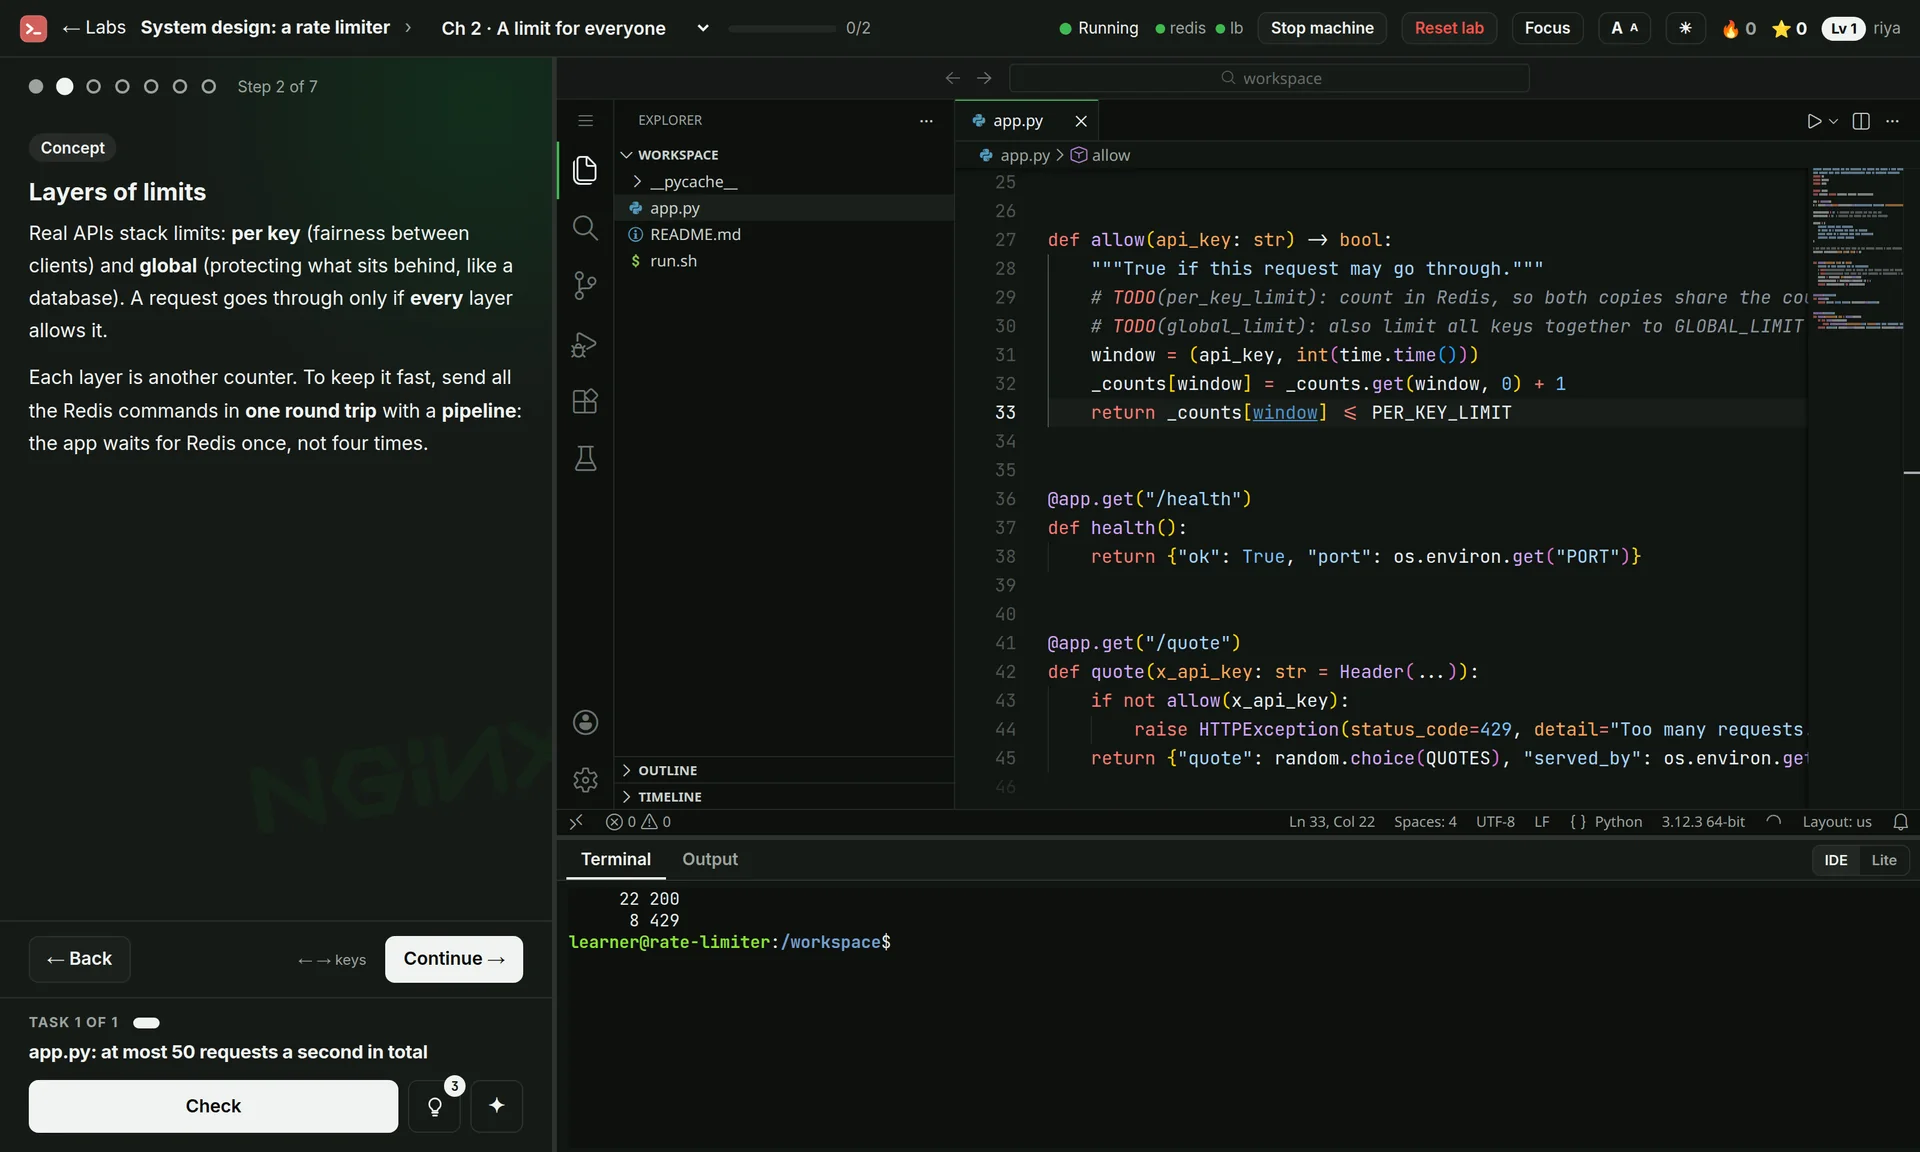 ← Labs System design: a rate limiter › Ch 2 · A limit for everyone 0/2 Running redis lb Stop machine Reset lab Focus A A 🔥 0 ⭐ 0 Lv 1 riya
Step 2 of 7
Concept
Layers of limits
Real APIs stack limits: per key (fairness between
clients) and global (protecting what sits behind, like a
database). A request goes through only if every layer
allows it.
Each layer is another counter. To keep it fast, send all
the Redis commands in one round trip with a pipeline:
the app waits for Redis once, not four times.
NGINX
← Back ← → keys Continue →
TASK 1 OF 1
app.py: at most 50 requests a second in total
Check 3
workspace
EXPLORER
WORKSPACE
__pycache__
app.py
README.md
$ run.sh
OUTLINE
TIMELINE
app.py
app.py > allow
25
26
27 def allow(api_key: str) -> bool:
28 """True if this request may go through."""
29 # TODO(per_key_limit): count in Redis, so both copies share the cou
30 # TODO(global_limit): also limit all keys together to GLOBAL_LIMIT
31 window = (api_key, int(time.time()))
32 _counts[window] = _counts.get(window, 0) + 1
33 return _counts[window] <= PER_KEY_LIMIT
34
35
36 @app.get("/health")
37 def health():
38 return {"ok": True, "port": os.environ.get("PORT")}
39
40
41 @app.get("/quote")
42 def quote(x_api_key: str = Header(...)):
43 if not allow(x_api_key):
44 raise HTTPException(status_code=429, detail="Too many requests.
45 return {"quote": random.choice(QUOTES), "served_by": os.environ.get
46
0 0 Ln 33, Col 22 Spaces: 4 UTF-8 LF { } Python 3.12.3 64-bit Layout: us
Terminal Output IDE Lite
22 200
8 429
learner@rate-limiter:/workspace$